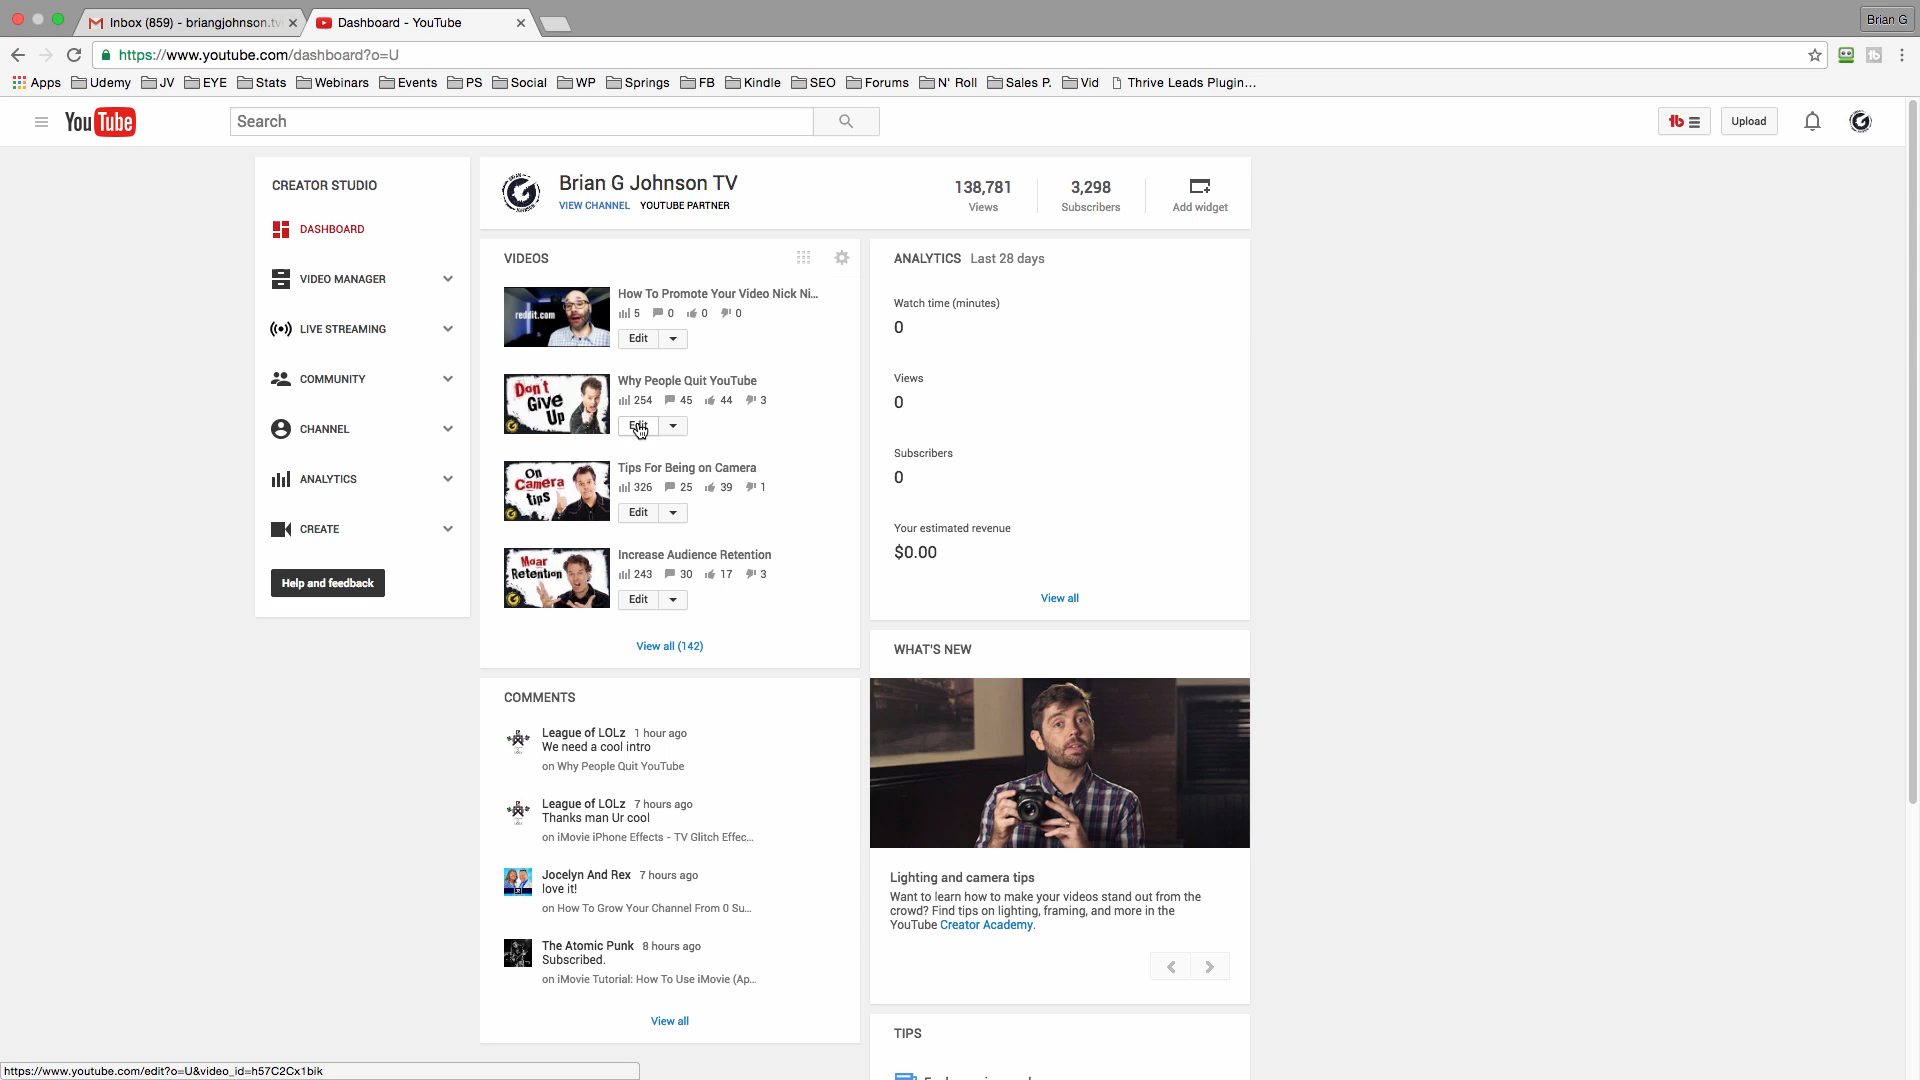 Inbox (859) - briangjohnson.tv
Dashboard - YouTube
Brian G
https://www.youtube.com/dashboard?o=U
Apps Udemy JV EYE Stats Webinars Events PS Social WP Springs FB Kindle SEO Forums N' Roll Sales P. Vid Thrive Leads Plugin...
YouTube
Search
Upload
CREATOR STUDIO
DASHBOARD
VIDEO MANAGER
LIVE STREAMING
COMMUNITY
CHANNEL
ANALYTICS
CREATE
Help and feedback
Brian G Johnson TV
VIEW CHANNEL YOUTUBE PARTNER
138,781
Views
3,298
Subscribers
Add widget
VIDEOS
reddit.com
How To Promote Your Video Nick Ni...
5 0 0 0
Edit
Don't
Give
Up
Why People Quit YouTube
254 45 44 3
Edit
On
Camera
tips
Tips For Being on Camera
326 25 39 1
Edit
Moar
Retention
Increase Audience Retention
243 30 17 3
Edit
View all (142)
COMMENTS
League of LOLz 1 hour ago
We need a cool intro
on Why People Quit YouTube
League of LOLz 7 hours ago
Thanks man Ur cool
on iMovie iPhone Effects - TV Glitch Effec...
Jocelyn And Rex 7 hours ago
love it!
on How To Grow Your Channel From 0 Su...
The Atomic Punk 8 hours ago
Subscribed.
on iMovie Tutorial: How To Use iMovie (Ap...
View all
ANALYTICS Last 28 days
Watch time (minutes)
0
Views
0
Subscribers
0
Your estimated revenue
$0.00
View all
WHAT'S NEW
Lighting and camera tips
Want to learn how to make your videos stand out from the
crowd? Find tips on lighting, framing, and more in the
YouTube Creator Academy.
TIPS
https://www.youtube.com/edit?o=U&video_id=h57C2Cx1bik